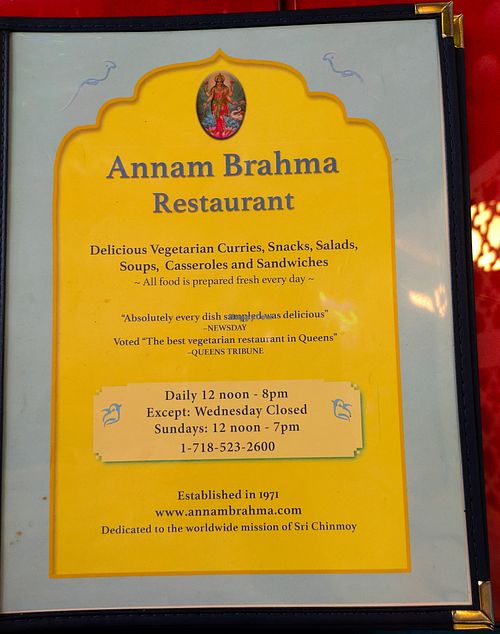 Annam Brahma
Restaurant
Delicious Vegetarian Curries, Snacks, Salads,
Soups, Casseroles and Sandwiches
~ All food is prepared fresh every day ~
"Absolutely every dish sampled was delicious"
–NEWSDAY
Voted "The best vegetarian restaurant in Queens"
–QUEENS TRIBUNE
Daily 12 noon - 8pm
Except: Wednesday Closed
Sundays: 12 noon - 7pm
1-718-523-2600
Established in 1971
www.annambrahma.com
Dedicated to the worldwide mission of Sri Chinmoy